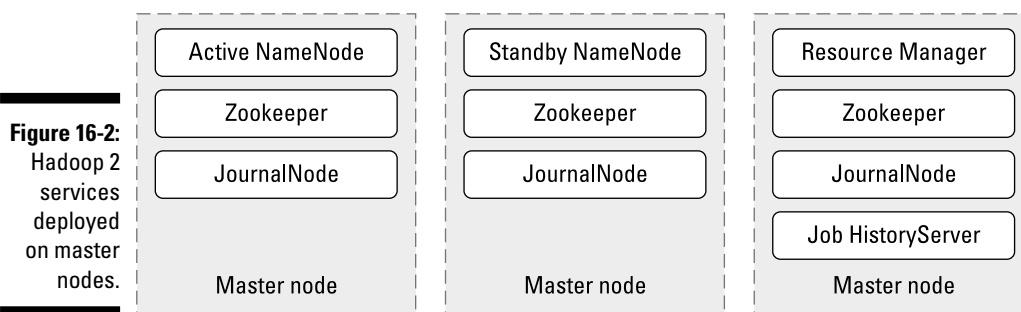 Figure 16-2:
Hadoop 2
services
deployed
on master
nodes.
Active NameNode
Zookeeper
JournalNode
Master node
Standby NameNode
Zookeeper
JournalNode
Master node
Resource Manager
Zookeeper
JournalNode
Job HistoryServer
Master node